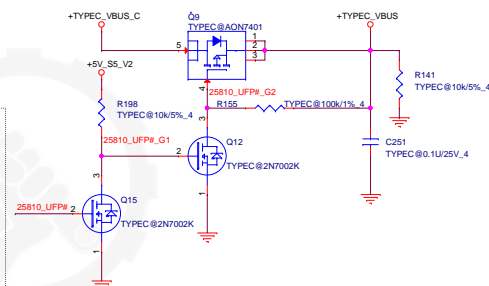 +TYPEC_VBUS_C
Q9
TYPEC@AON7401
+TYPEC_VBUS
5
1
2
3
+5V_S5_V2
4
25810_UFP#_G2
R141
TYPEC@10k/5%_4
R198
TYPEC@10k/5%_4
R155
TYPEC@100k/1%_4
25810_UFP#_G1
3
Q12
2
C251
TYPEC@0.1U/25V_4
TYPEC@2N7002K
3
1
25810_UFP#
2
Q15
TYPEC@2N7002K
1